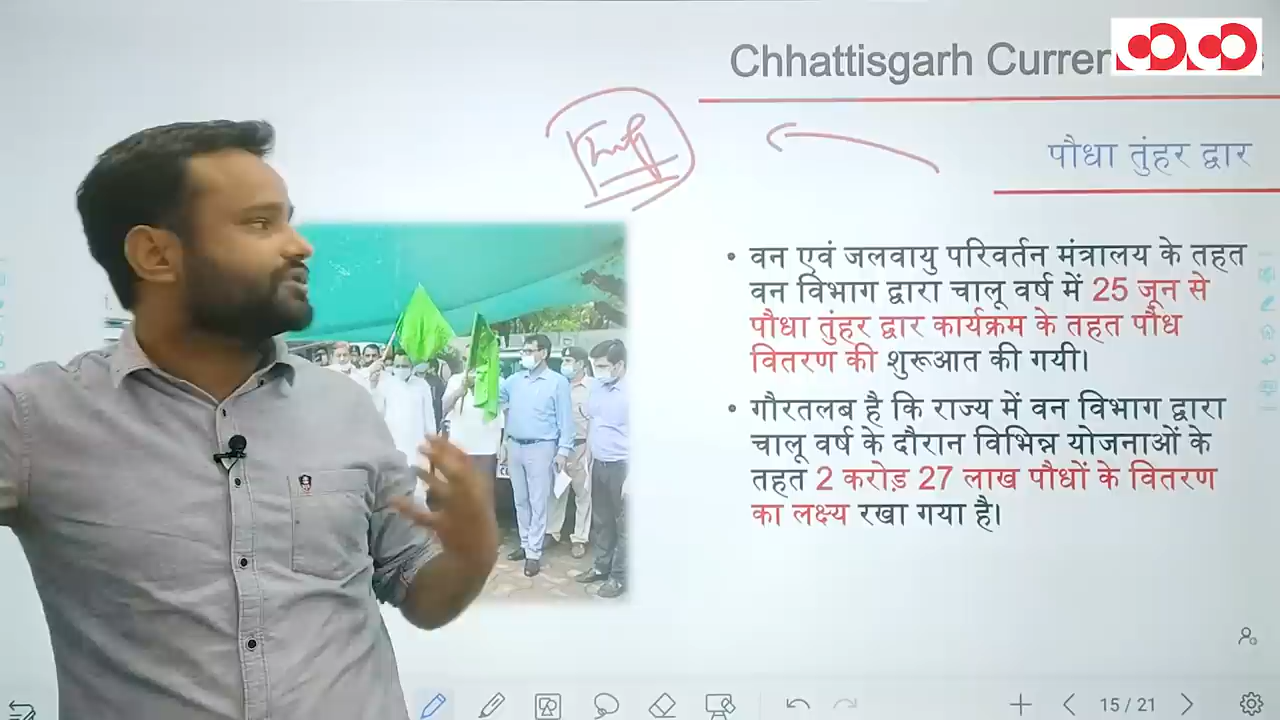 Chhattisgarh Curren
पौधा तुंहर द्वार
• वन एवं जलवायु परिवर्तन मंत्रालय के तहत
वन विभाग द्वारा चालू वर्ष में 25 जून से
पौधा तुंहर द्वार कार्यक्रम के तहत पौध
वितरण की शुरूआत की गयी।
• गौरतलब है कि राज्य में वन विभाग द्वारा
चालू वर्ष के दौरान विभिन्न योजनाओं के
तहत 2 करोड़ 27 लाख पौधों के वितरण
का लक्ष्य रखा गया है।
15 / 21